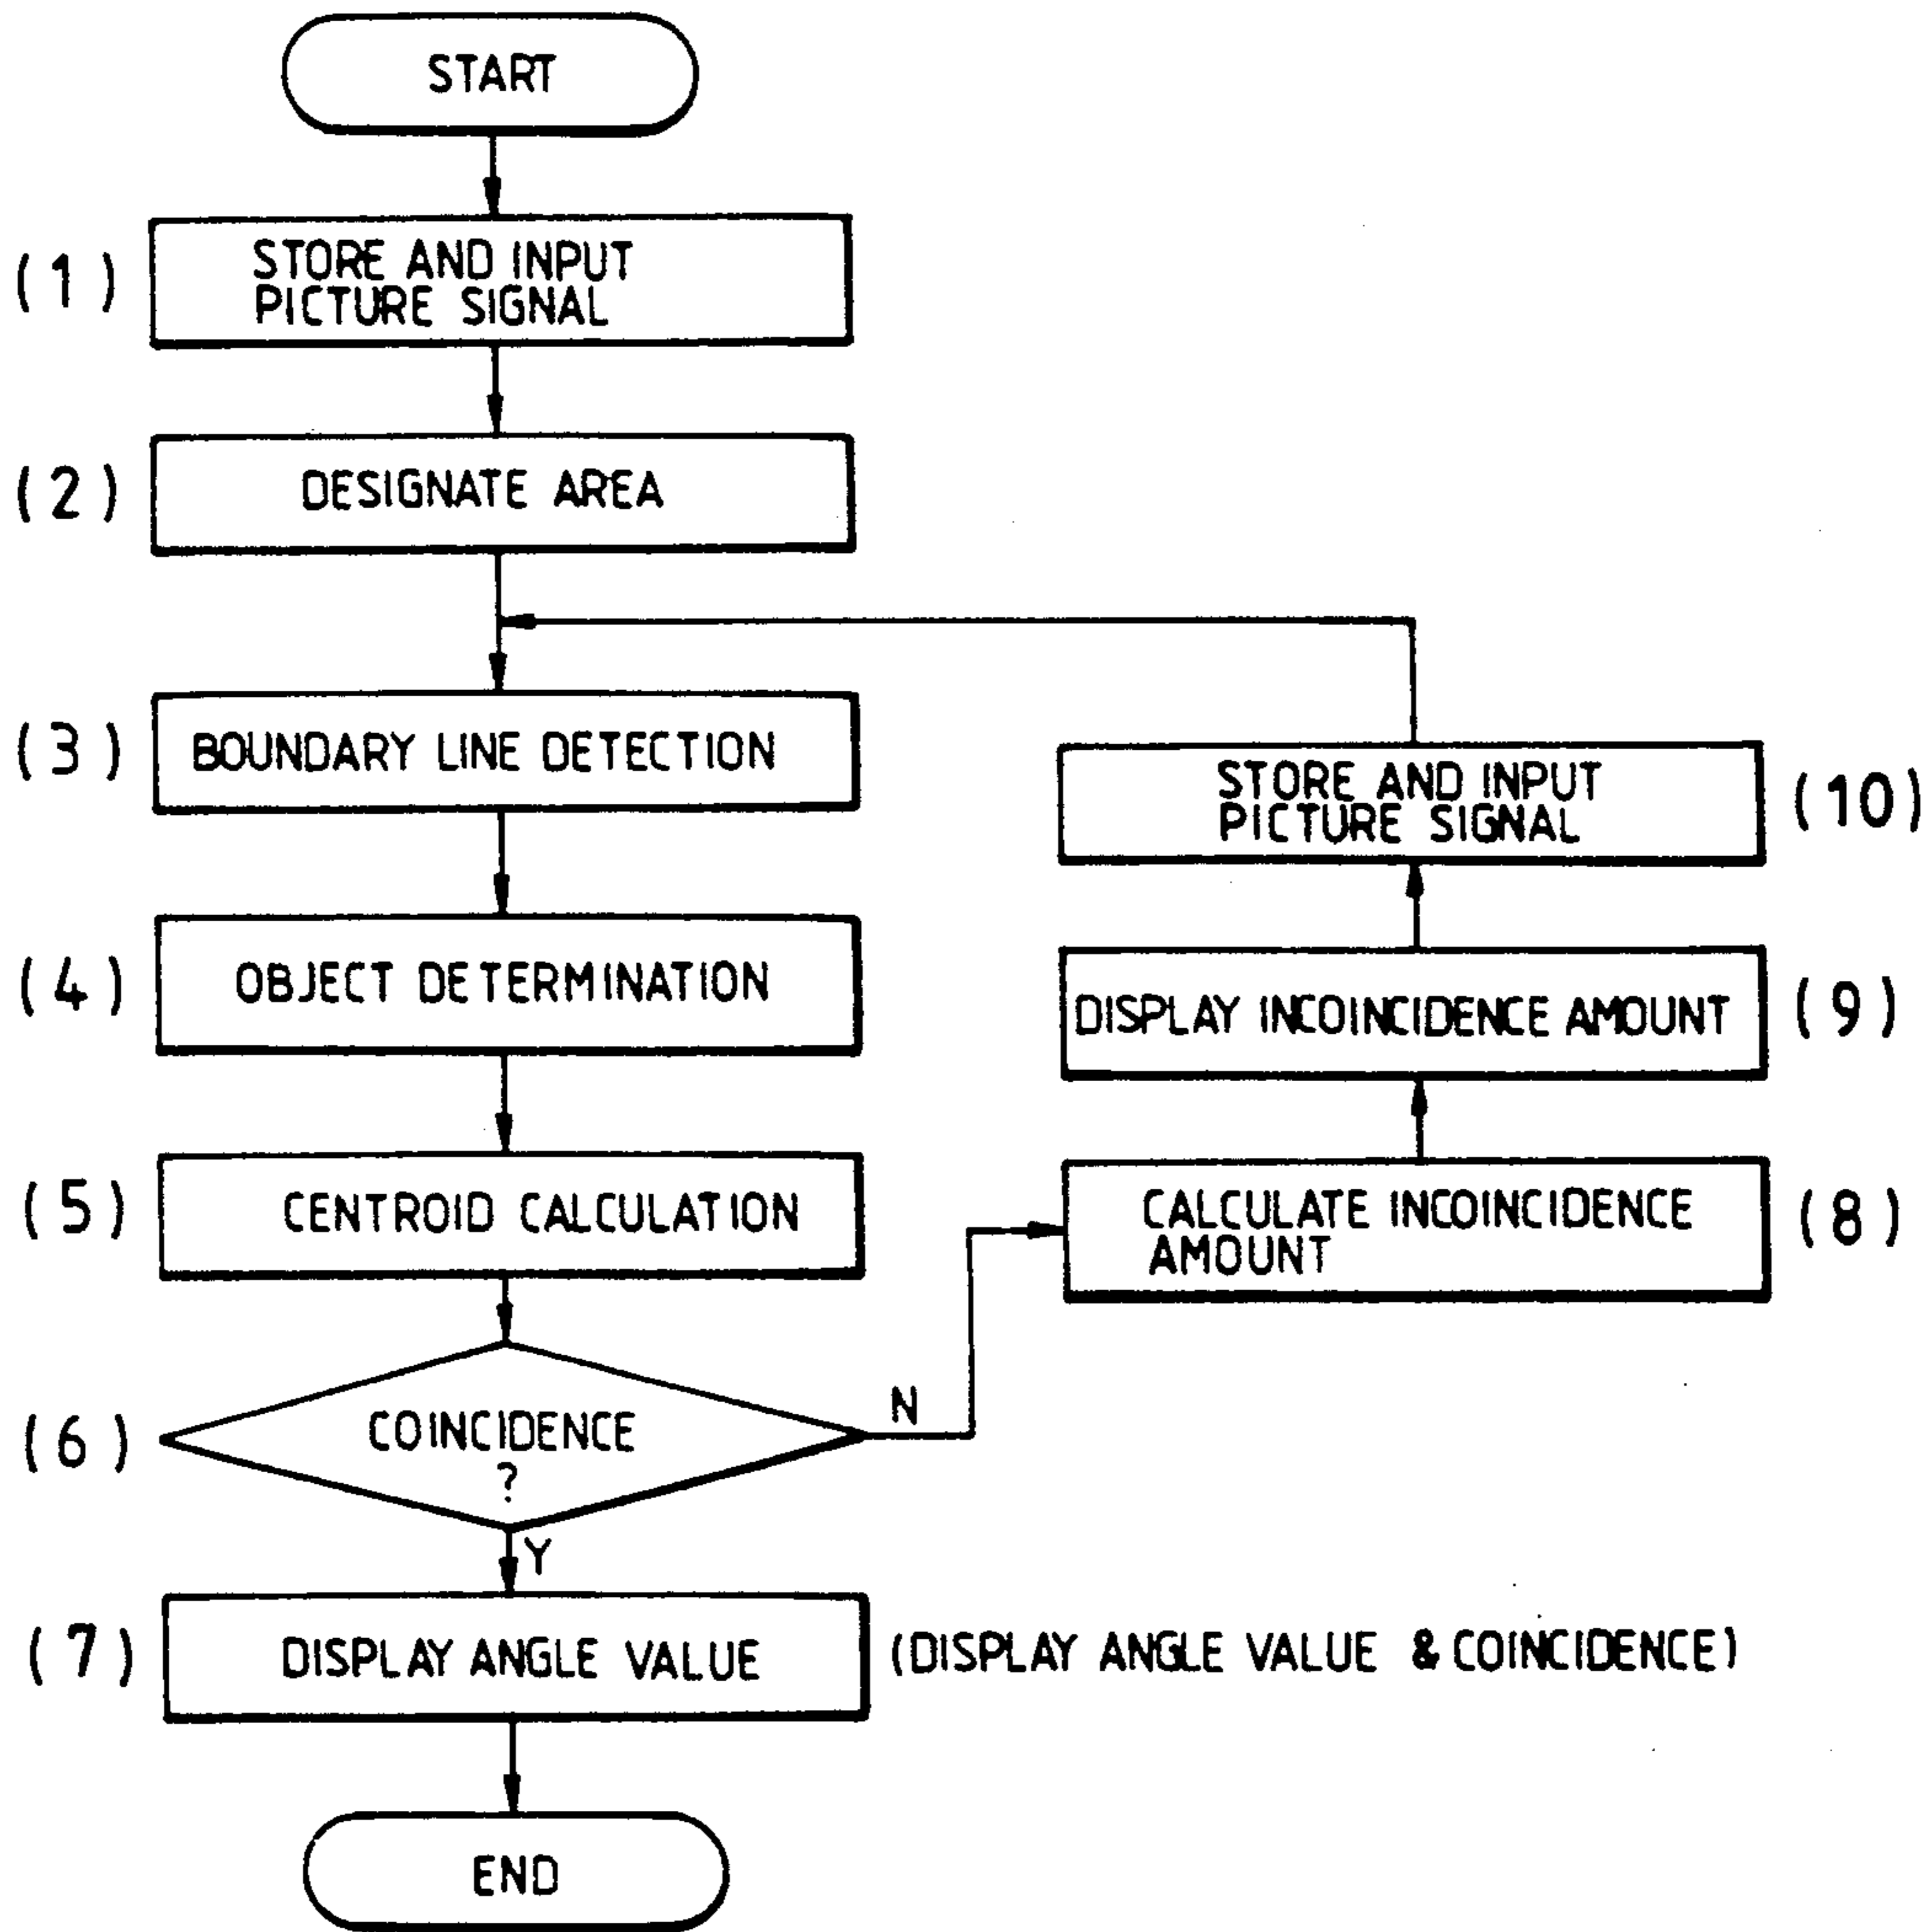 START
(1)
STORE AND INPUT
PICTURE SIGNAL
(2)
DESIGNATE AREA
(3)
BOUNDARY LINE DETECTION
(4)
OBJECT DETERMINATION
(5)
CENTROID CALCULATION
(6)
COINCIDENCE
?
N
Y
(7)
DISPLAY ANGLE VALUE
(DISPLAY ANGLE VALUE & COINCIDENCE)
END
CALCULATE INCOINCIDENCE
AMOUNT
(8)
DISPLAY INCOINCIDENCE AMOUNT
(9)
STORE AND INPUT
PICTURE SIGNAL
(10)